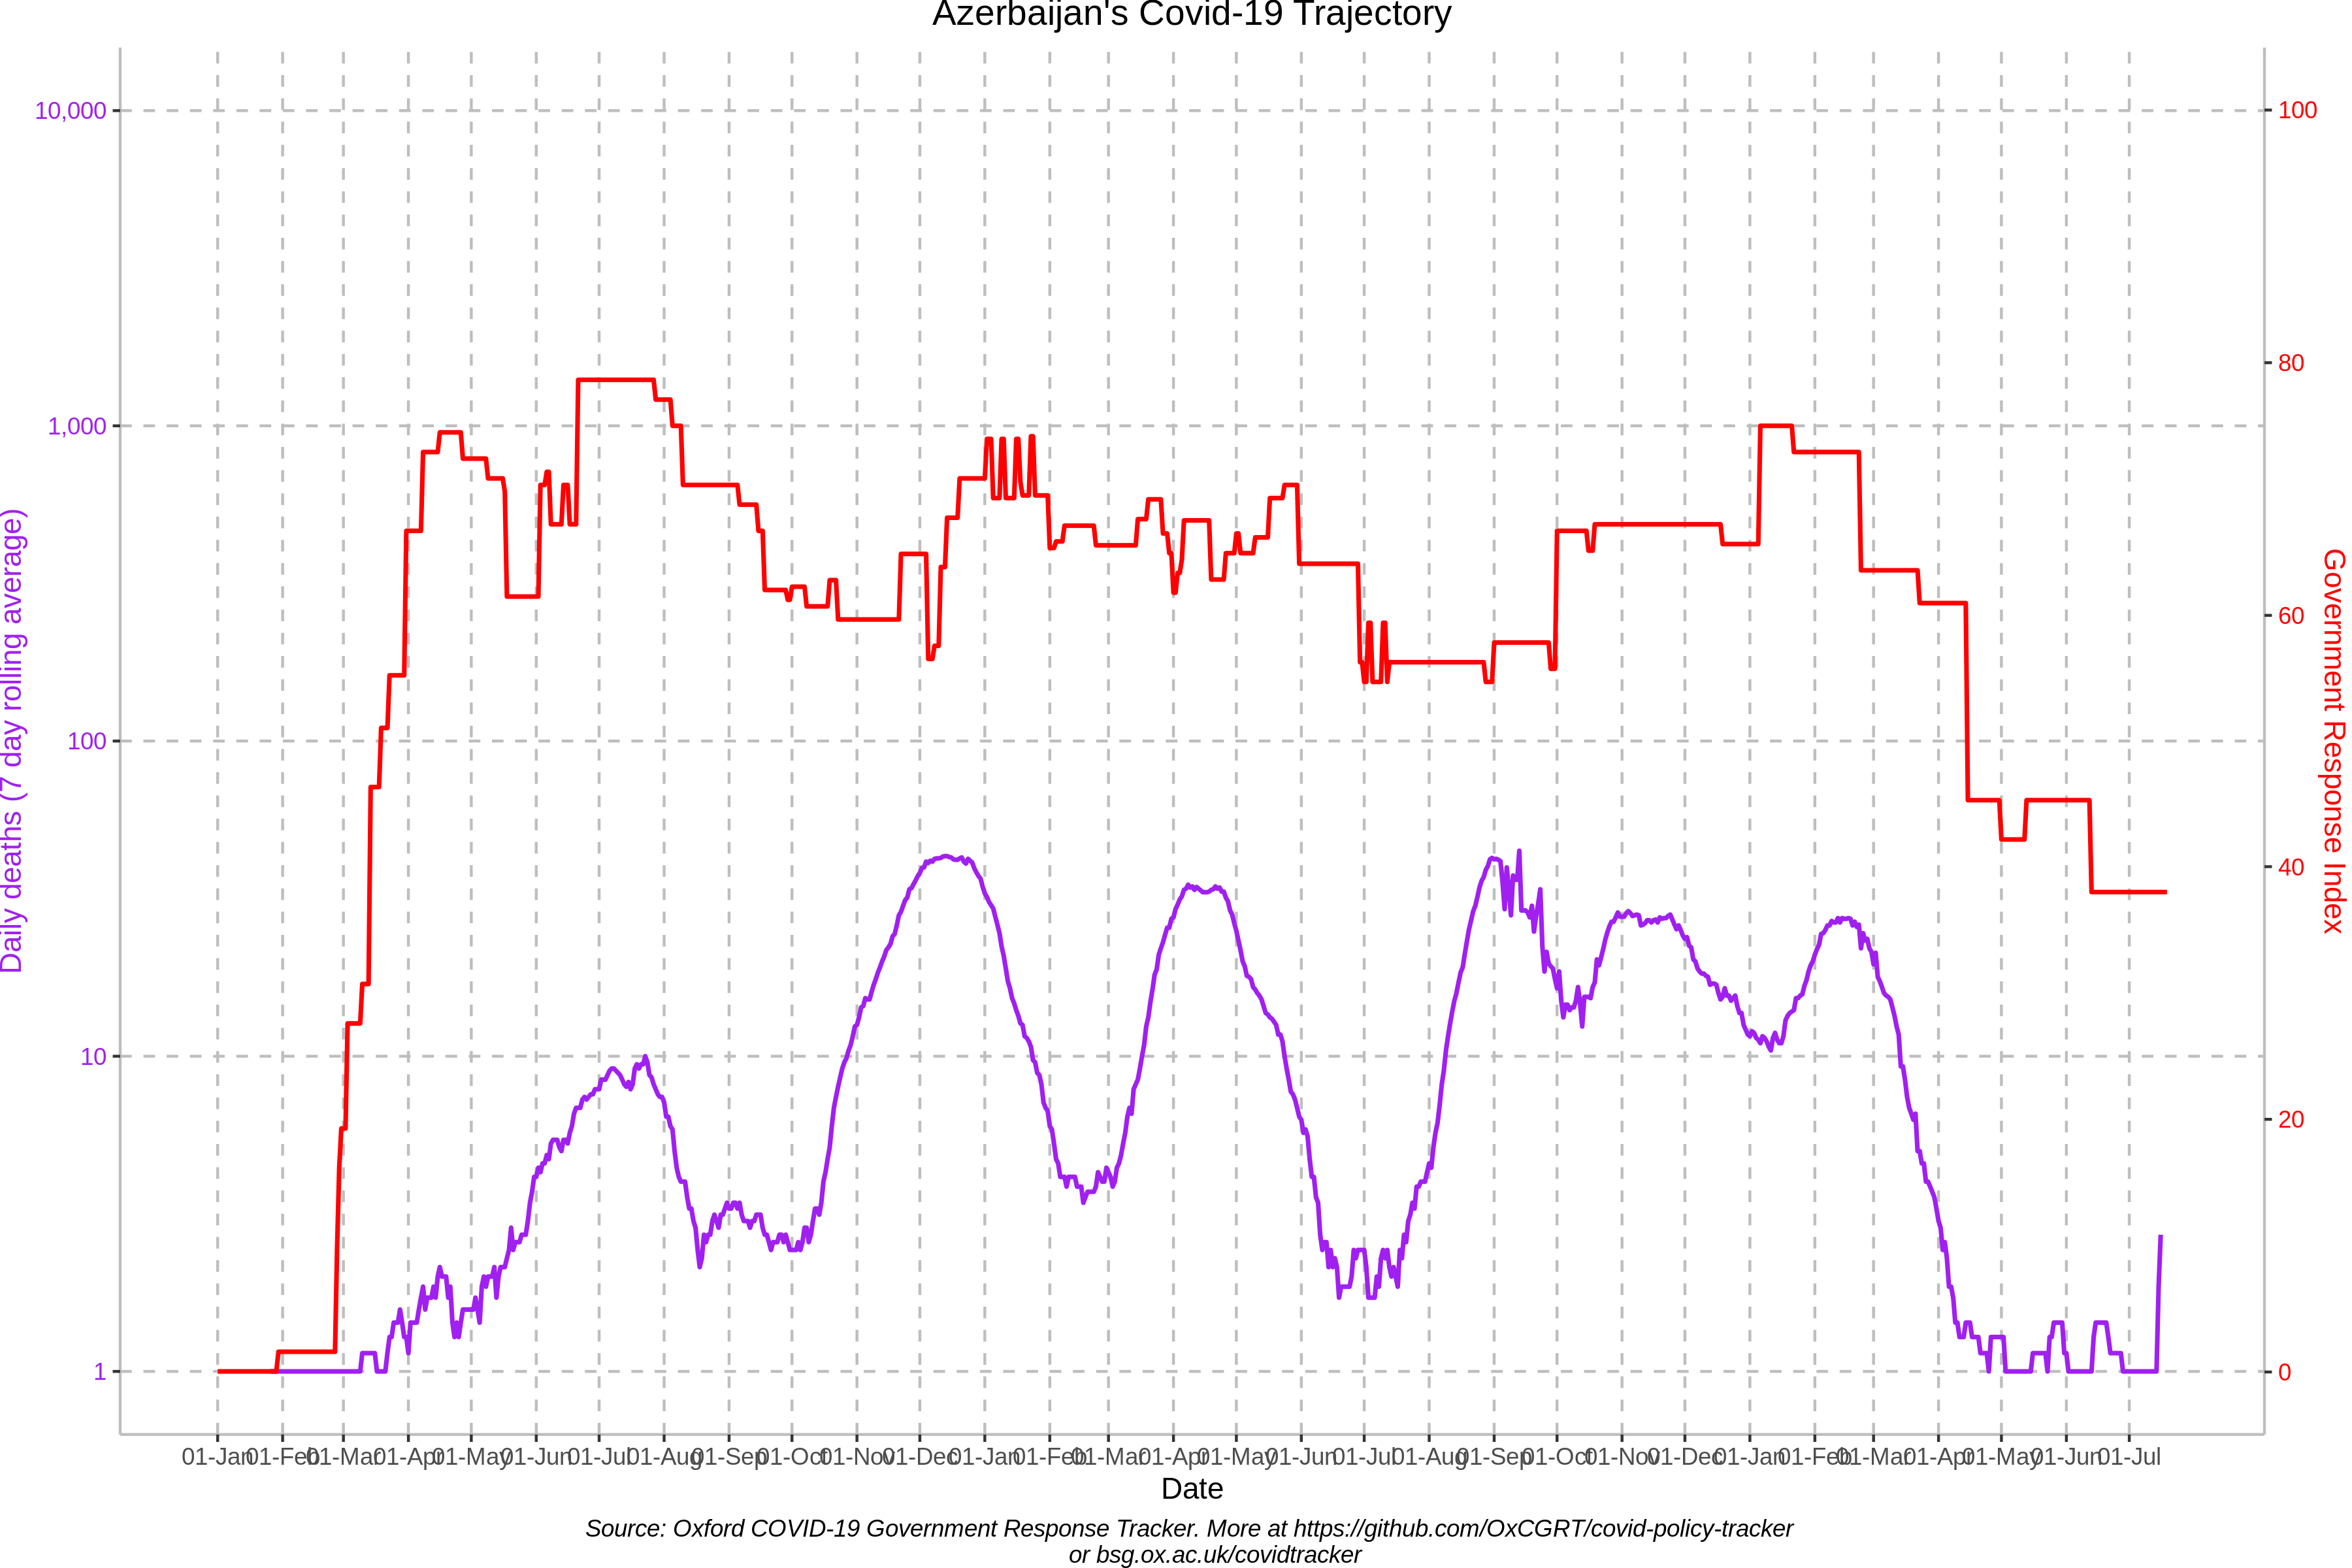 Azerbaijan's Covid-19 Trajectory
Daily deaths (7 day rolling average)
10,000
1,000
100
10
1
100
80
60
40
20
0
Government Response Index
01-Jan 01-Feb 01-Mar 01-Apr 01-May 01-Jun 01-Jul 01-Aug 01-Sep 01-Oct 01-Nov 01-Dec 01-Jan 01-Feb 01-Mar 01-Apr 01-May 01-Jun 01-Jul 01-Aug 01-Sep 01-Oct 01-Nov 01-Dec 01-Jan 01-Feb 01-Mar 01-Apr 01-May 01-Jun 01-Jul
Date
Source: Oxford COVID-19 Government Response Tracker. More at https://github.com/OxCGRT/covid-policy-tracker
or bsg.ox.ac.uk/covidtracker